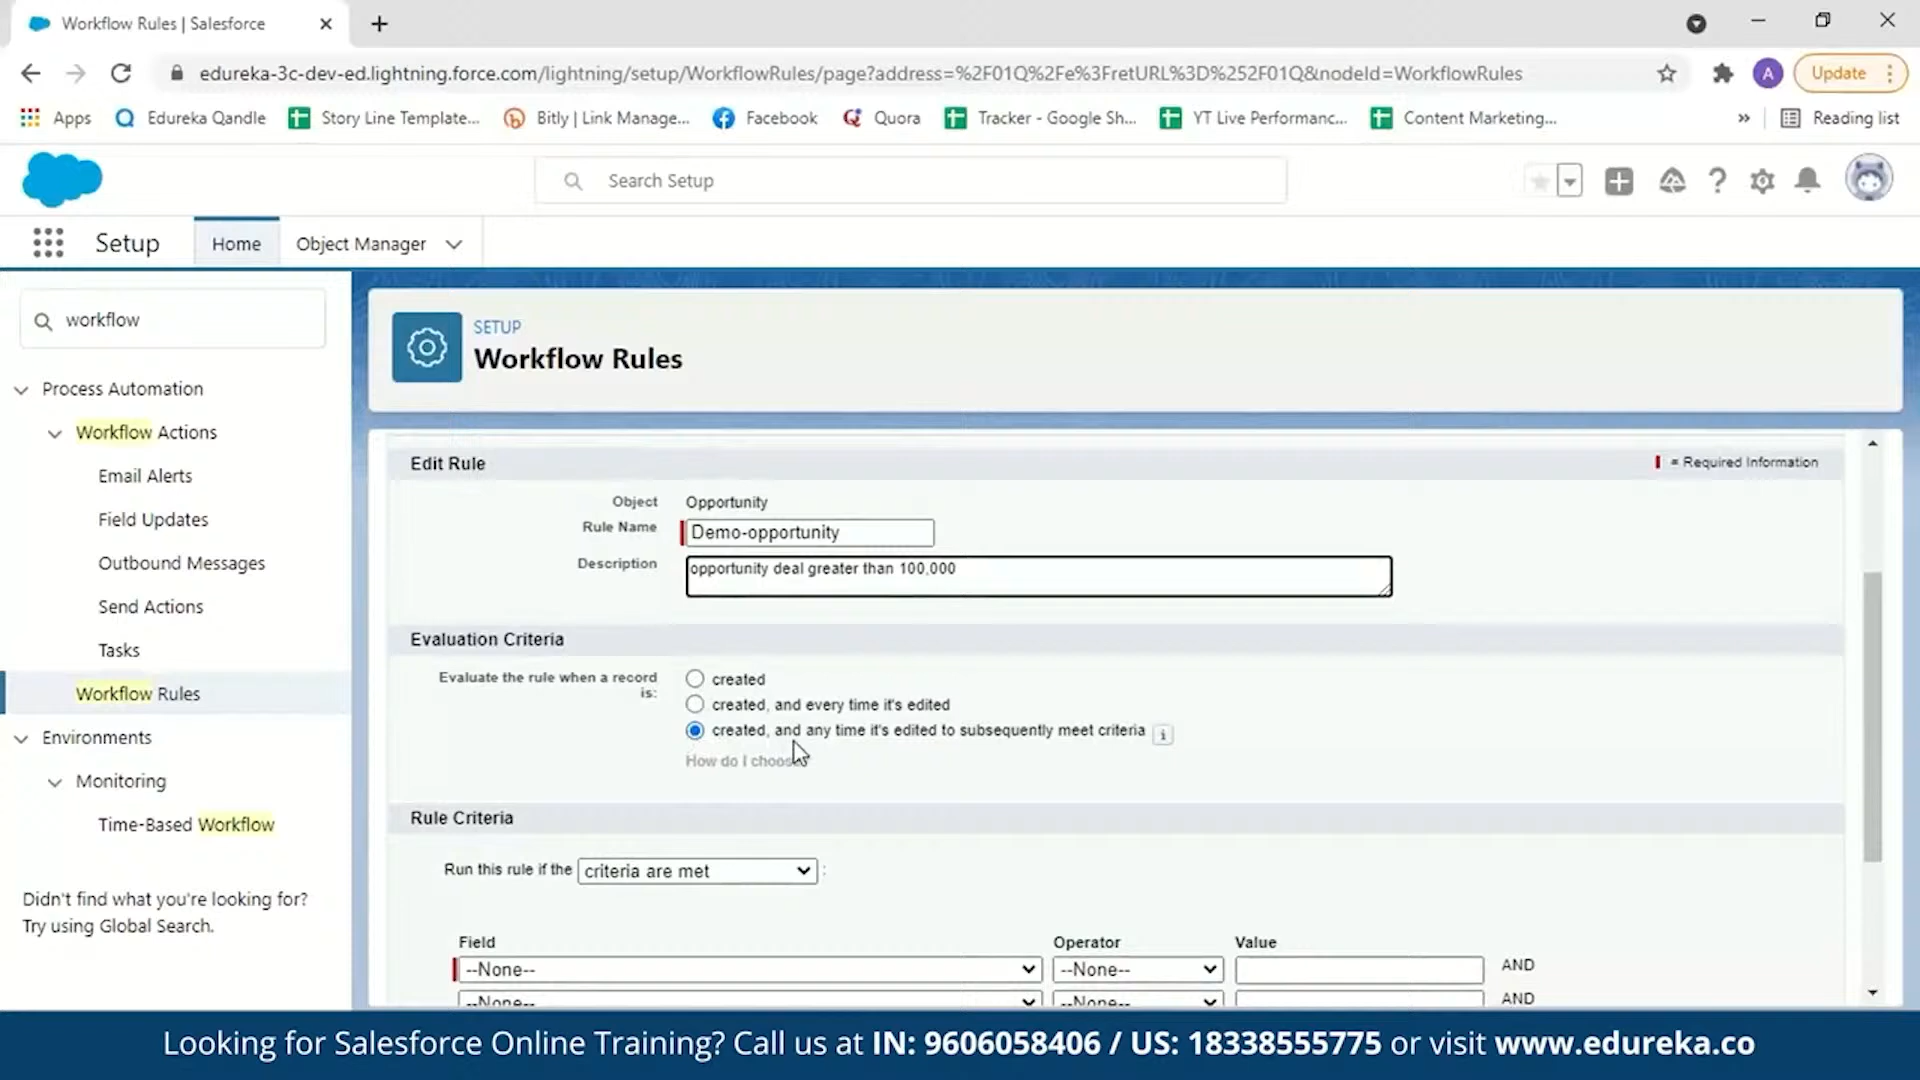 Workflow Rules | Salesforce
edureka-3c-dev-ed.lightning.force.com/lightning/setup/WorkflowRules/page?address=%2F01Q%2Fe%3FretURL%3D%252F01Q&nodeId=WorkflowRules
A
Update
Apps
Edureka Qandle
Story Line Template...
Bitly | Link Manage...
Facebook
Quora
Tracker - Google Sh...
YT Live Performanc...
Content Marketing...
»
Reading list
Search Setup
Setup
Home
Object Manager
workflow
Process Automation
Workflow Actions
Email Alerts
Field Updates
Outbound Messages
Send Actions
Tasks
Workflow Rules
Environments
Monitoring
Time-Based Workflow
Didn't find what you're looking for?
Try using Global Search.
SETUP
Workflow Rules
Edit Rule
= Required Information
Object Opportunity
Rule Name Demo-opportunity
Description opportunity deal greater than 100,000
Evaluation Criteria
Evaluate the rule when a record
is:
created
created, and every time it's edited
created, and any time it's edited to subsequently meet criteria i
How do I choose
Rule Criteria
Run this rule if the criteria are met :
Field Operator Value
--None-- --None-- AND
--None-- --None-- AND
Looking for Salesforce Online Training? Call us at IN: 9606058406 / US: 18338555775 or visit www.edureka.co